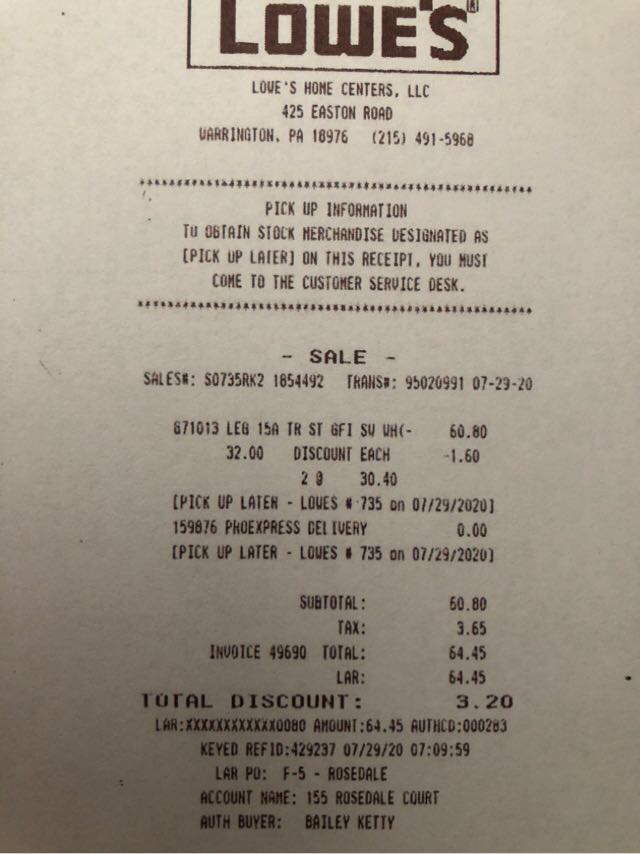 LOWE'S®
LOWE'S HOME CENTERS, LLC
425 EASTON ROAD
WARRINGTON, PA 18976 (215) 491-5968
****************************************************
PICK UP INFORMATION
TO OBTAIN STOCK MERCHANDISE DESIGNATED AS
[PICK UP LATER] ON THIS RECEIPT, YOU MUST
COME TO THE CUSTOMER SERVICE DESK.
****************************************************
- SALE -
SALES#: S0735RK2 1854492 TRANS#: 95020991 07-29-20
671013 LEG 15A TR ST GFI SW WH(- 60.80
32.00 DISCOUNT EACH -1.60
2 @ 30.40
[PICK UP LATER - LOWES # 735 on 07/29/2020]
159876 PROEXPRESS DELIVERY 0.00
[PICK UP LATER - LOWES # 735 on 07/29/2020]
SUBTOTAL: 60.80
TAX: 3.65
INVOICE 49690 TOTAL: 64.45
LAR: 64.45
TOTAL DISCOUNT: 3.20
LAR:XXXXXXXXXXXX0080 AMOUNT:64.45 AUTHCD:000283
KEYED REFID:429237 07/29/20 07:09:59
LAR PO: F-5 - ROSEDALE
ACCOUNT NAME: 155 ROSEDALE COURT
AUTH BUYER: BAILEY KETTY